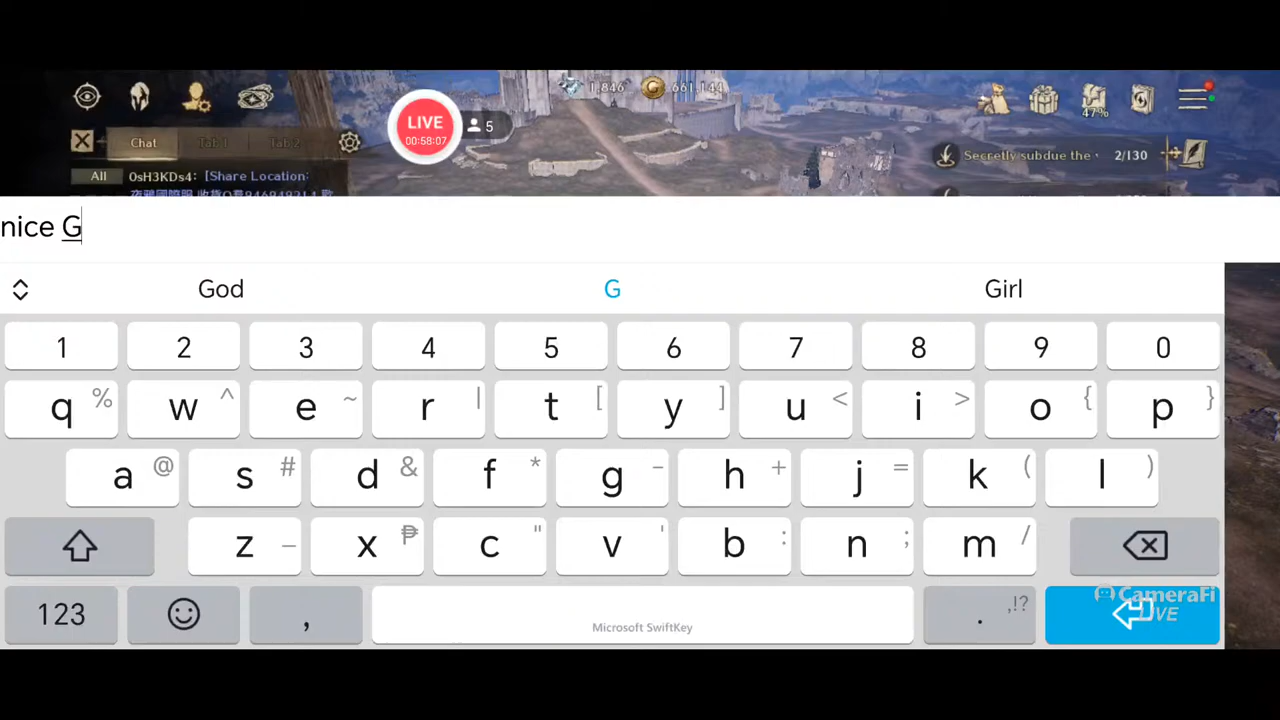 1,846 661,144
LIVE
00:58:07
5
47%
Chat Tab 1 Tab 2
Secretly subdue the 2/130
All 0sH3KDs4: [Share Location:
nice G
God G Girl
1 2 3 4 5 6 7 8 9 0
q % w ^ e ~ r | t [ y ] u < i > o { p }
a @ s # d & f * g - h + j = k ( l )
z _ x ₱ c " v ' b : n ; m /
123 , . ,!?
Microsoft SwiftKey
CameraFi
LIVE